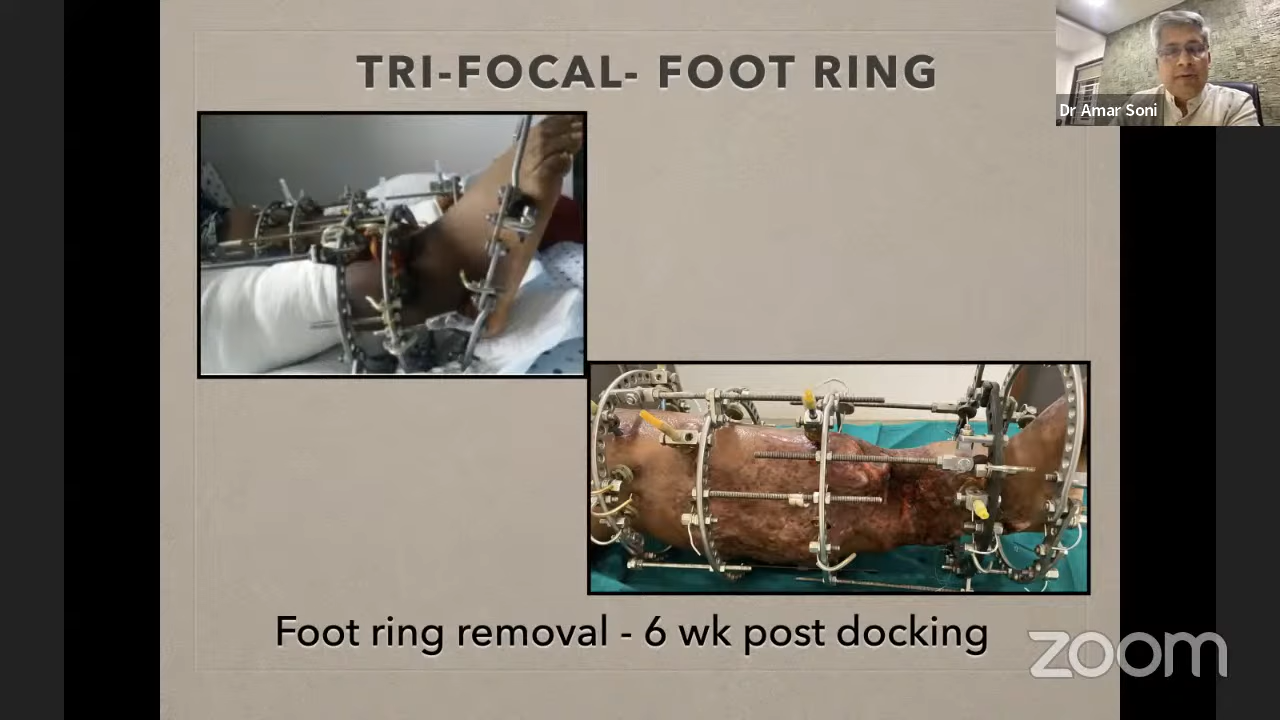 TRI-FOCAL- FOOT RING
Dr Amar Soni
Foot ring removal - 6 wk post docking
zoom